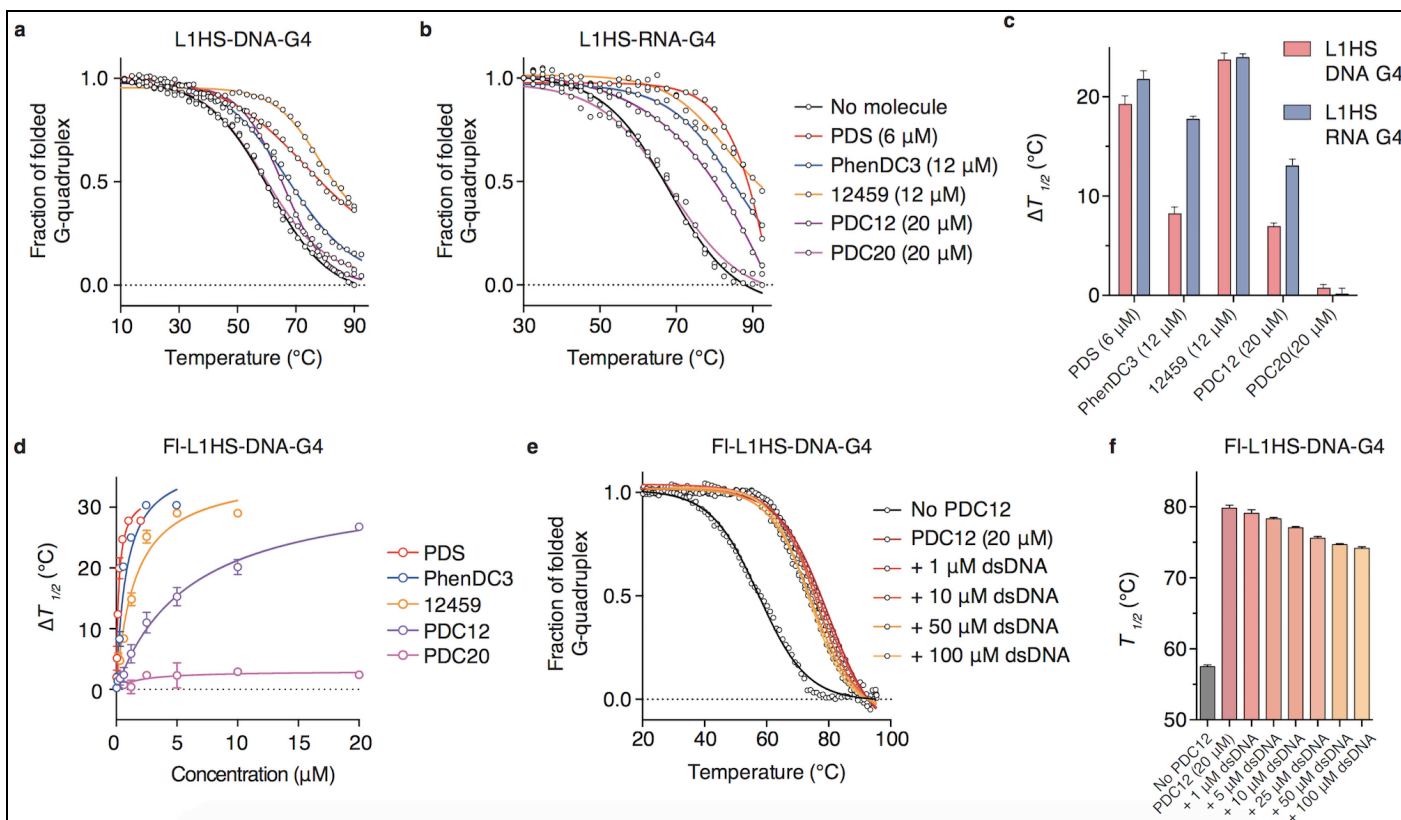 a
L1HS-DNA-G4
Fraction of folded
G-quadruplex
1.0
0.5
0.0
10
30
50
70
90
Temperature (°C)
b
L1HS-RNA-G4
Fraction of folded
G-quadruplex
1.0
0.5
0.0
30
50
70
90
Temperature (°C)
No molecule
PDS (6 μM)
PhenDC3 (12 μM)
12459 (12 μM)
PDC12 (20 μM)
PDC20 (20 μM)
c
ΔT 1/2 (°C)
20
10
0
L1HS
DNA G4
L1HS
RNA G4
PDS (6 μM)
PhenDC3 (12 μM)
12459 (12 μM)
PDC12 (20 μM)
PDC20(20 μM)
d
Fl-L1HS-DNA-G4
ΔT 1/2 (°C)
30
20
10
0
0
5
10
20
Concentration (μM)
PDS
PhenDC3
12459
PDC12
PDC20
e
Fl-L1HS-DNA-G4
Fraction of folded
G-quadruplex
1.0
0.5
0.0
20
40
60
80
100
Temperature (°C)
No PDC12
PDC12 (20 μM)
+ 1 μM dsDNA
+ 10 μM dsDNA
+ 50 μM dsDNA
+ 100 μM dsDNA
f
Fl-L1HS-DNA-G4
T 1/2 (°C)
80
70
60
50
No PDC12
PDC12 (20 μM)
+ 1 μM dsDNA
+ 5 μM dsDNA
+ 10 μM dsDNA
+ 25 μM dsDNA
+ 50 μM dsDNA
+ 100 μM dsDNA